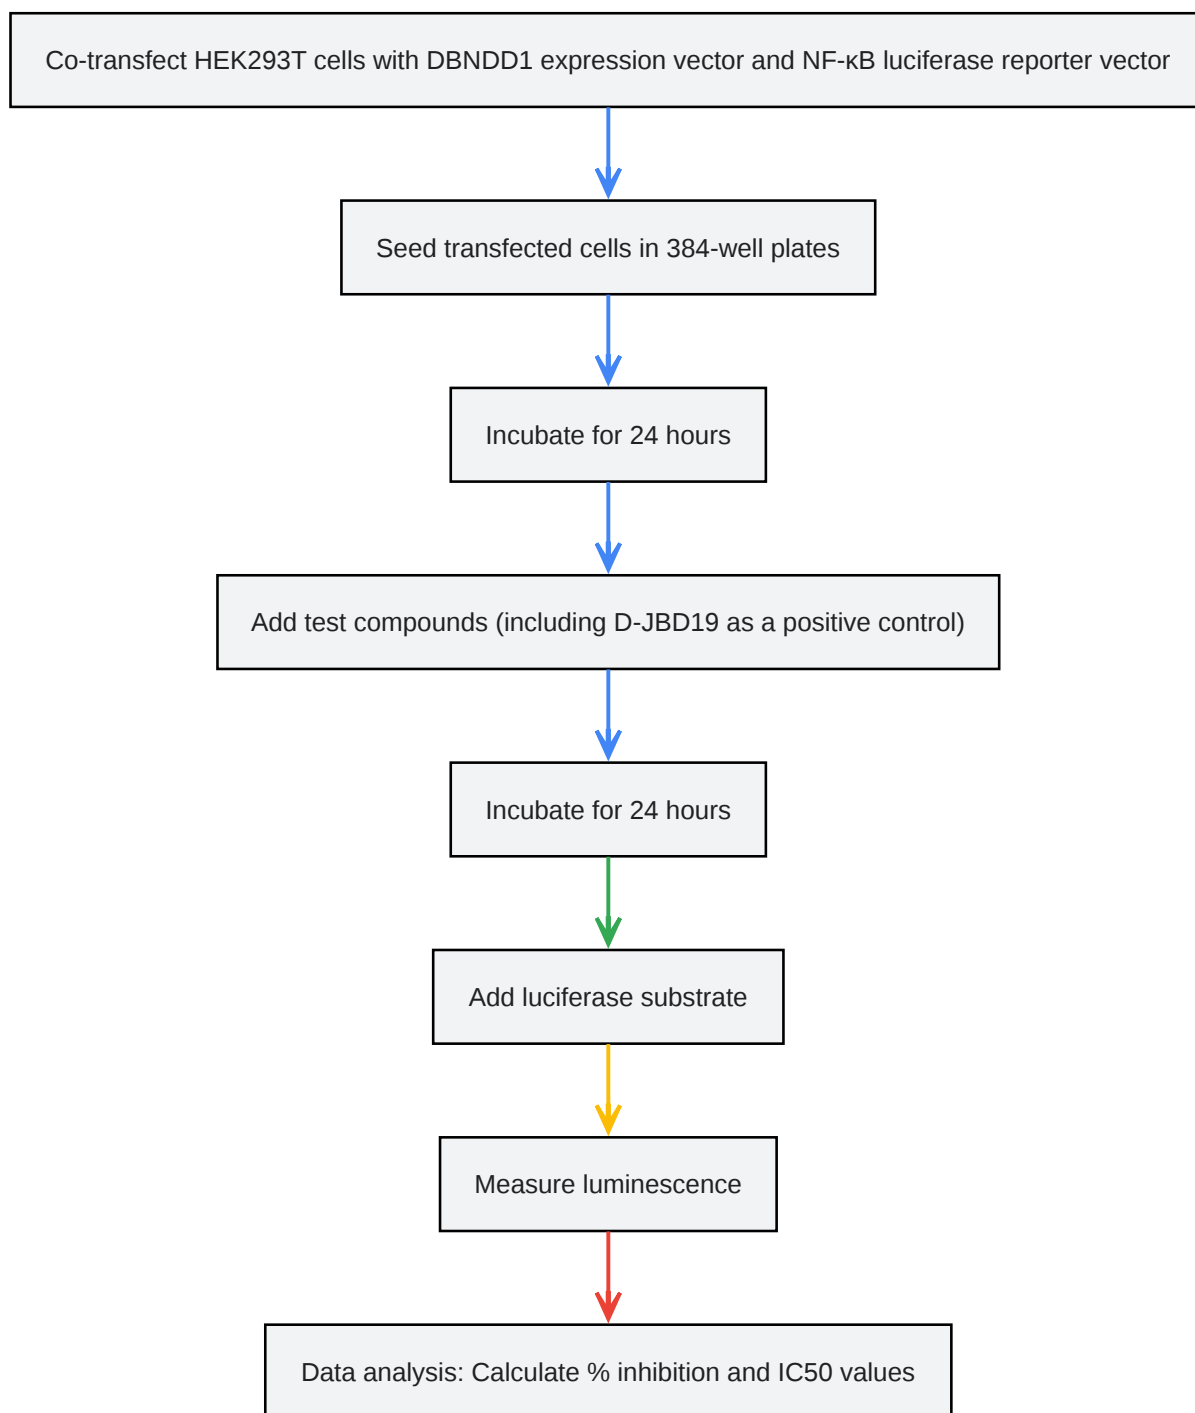 Co-transfect HEK293T cells with DBNDD1 expression vector and NF-κB luciferase reporter vector
Seed transfected cells in 384-well plates
Incubate for 24 hours
Add test compounds (including D-JBD19 as a positive control)
Incubate for 24 hours
Add luciferase substrate
Measure luminescence
Data analysis: Calculate % inhibition and IC50 values